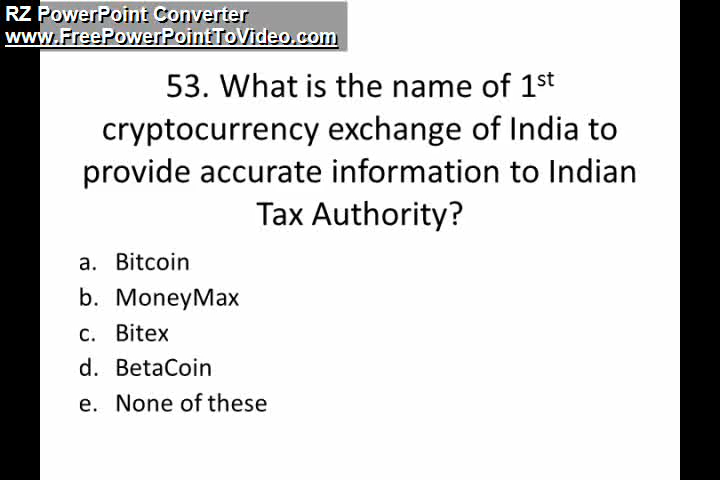 RZ PowerPoint Converter
www.FreePowerPointToVideo.com
53. What is the name of 1st
cryptocurrency exchange of India to
provide accurate information to Indian
Tax Authority?
a. Bitcoin
b. MoneyMax
c. Bitex
d. BetaCoin
e. None of these